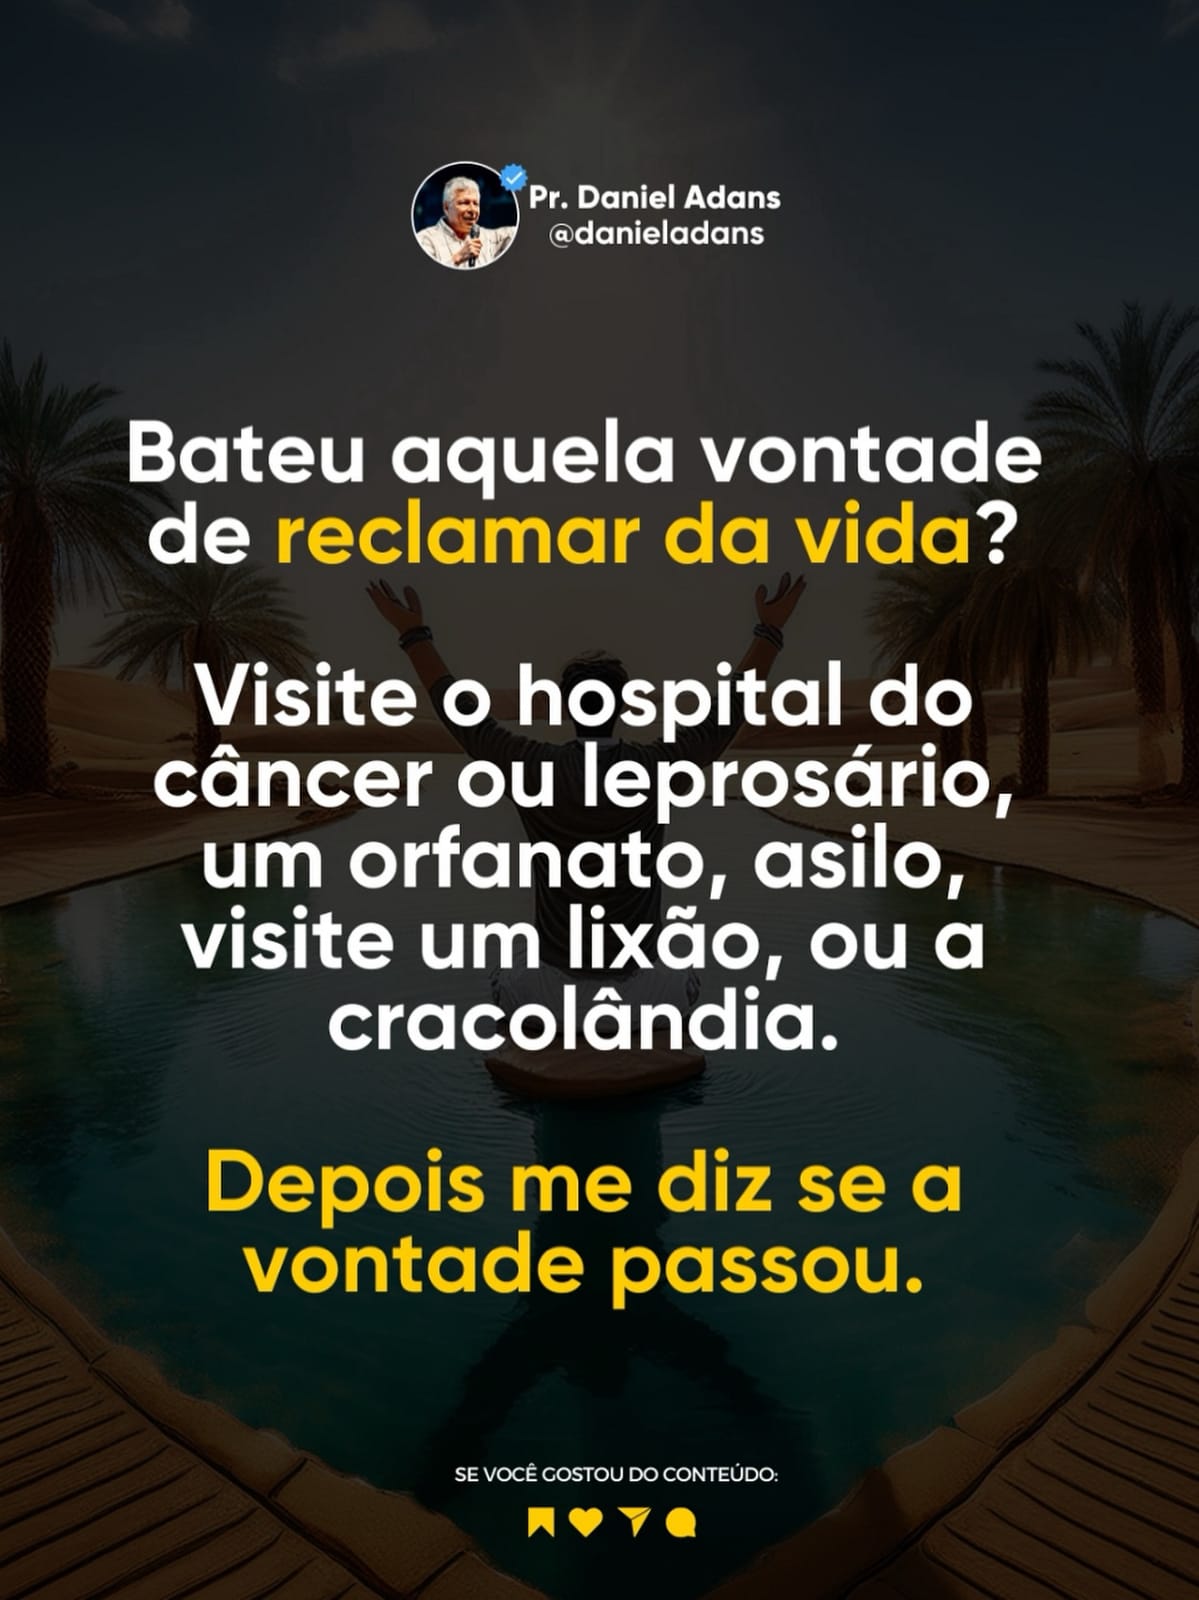 Pr. Daniel Adans
@danieladans
Bateu aquela vontade
de reclamar da vida?
Visite o hospital do
câncer ou leprosário,
um orfanato, asilo,
visite um lixão, ou a
cracolândia.
Depois me diz se a
vontade passou.
SE VOCÊ GOSTOU DO CONTEÚDO: